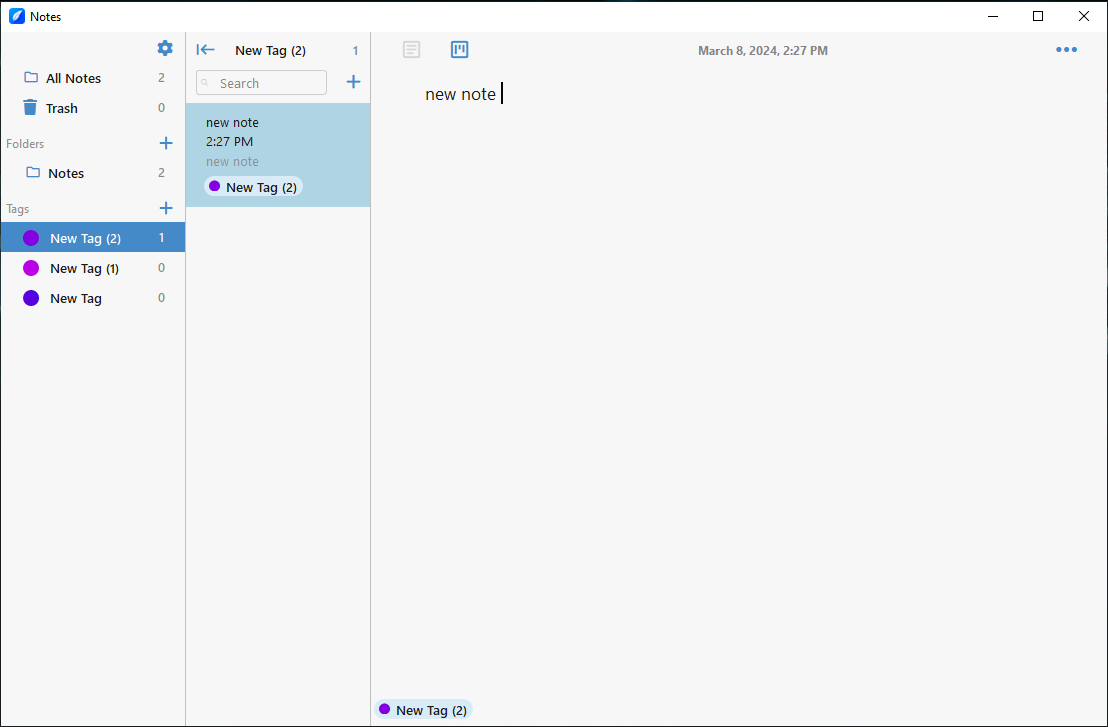 Notes
All Notes 2
Trash 0
Folders
Notes 2
Tags
New Tag (2) 1
New Tag (1) 0
New Tag 0
New Tag (2) 1
Search
new note
2:27 PM
new note
New Tag (2)
March 8, 2024, 2:27 PM
new note
New Tag (2)